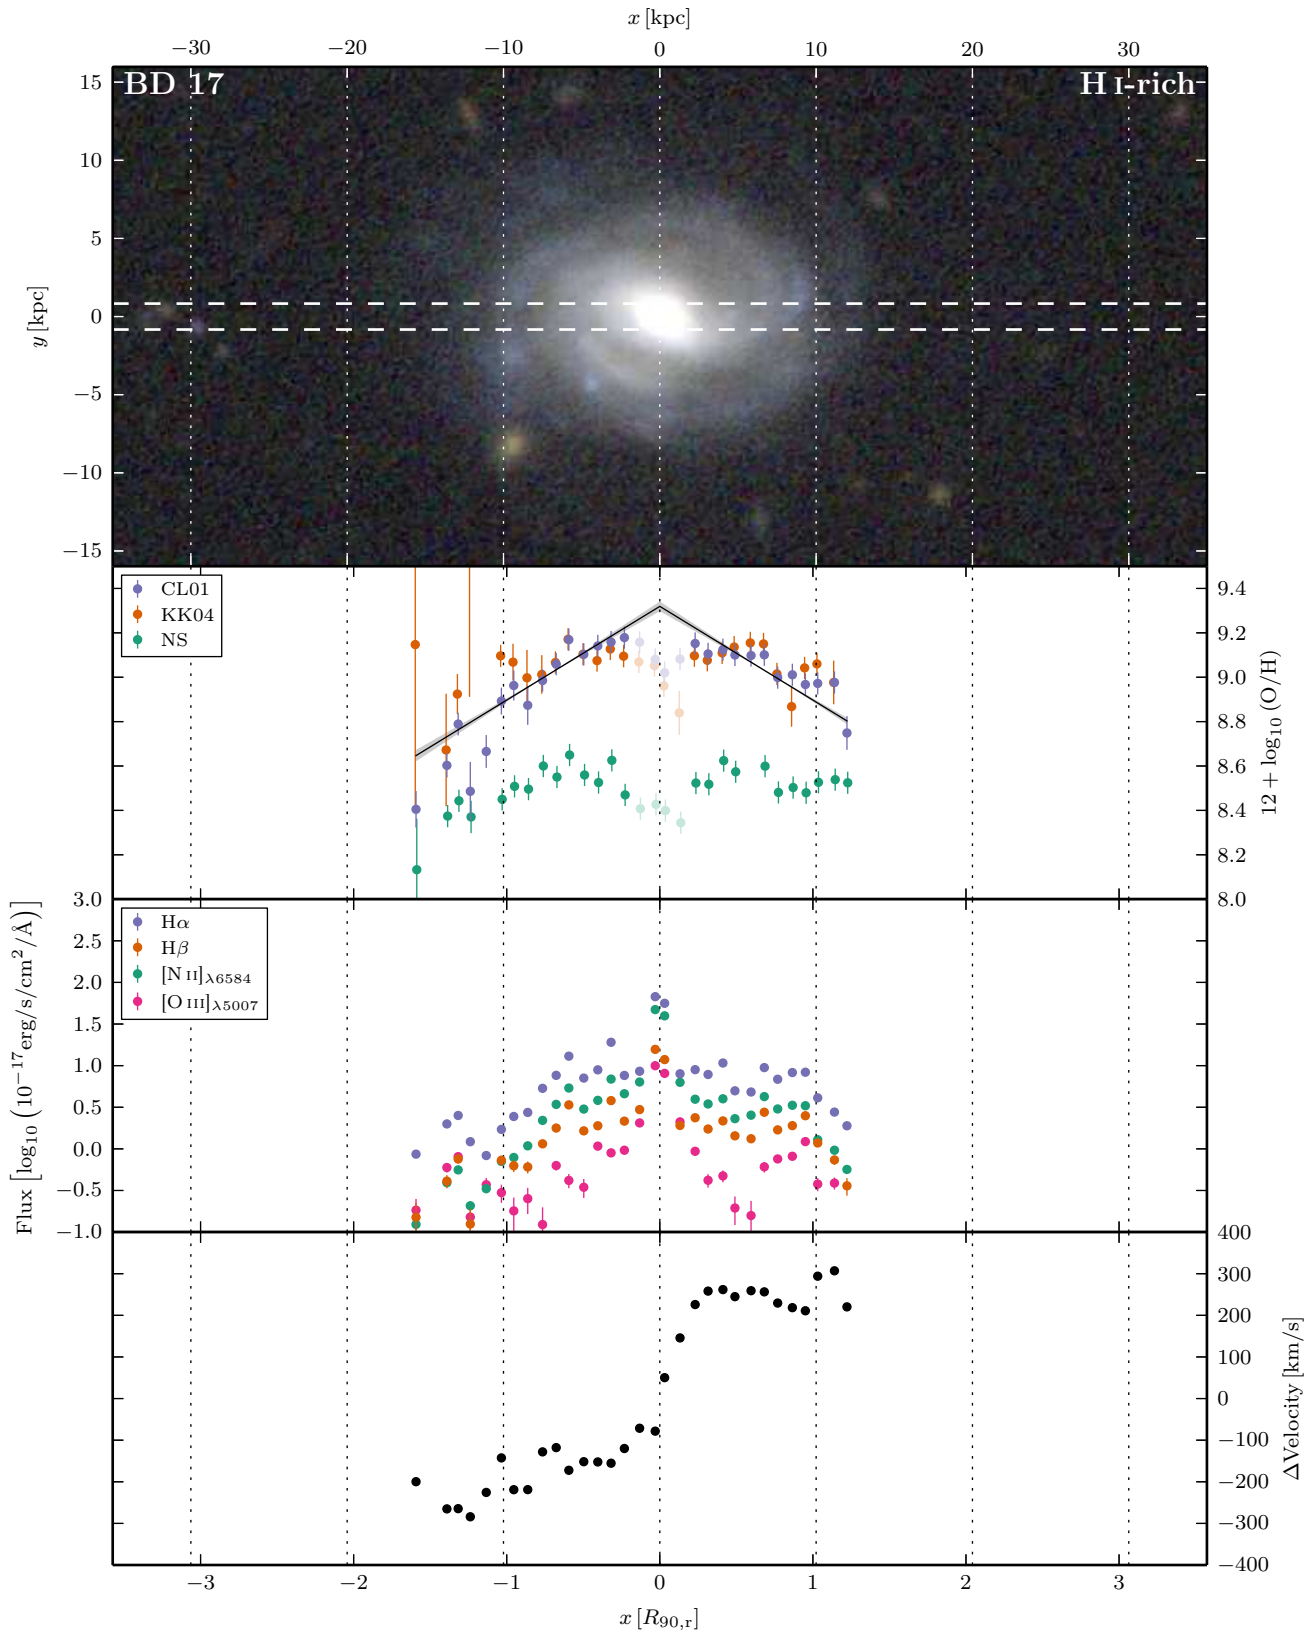 x [kpc]
−30 −20 −10 0 10 20 30
BD 17 H I-rich
15
10
5
0
−5
−10
−15
y [kpc]
CL01
KK04
NS
9.4
9.2
9.0
8.8
8.6
8.4
8.2
8.0
12 + log₁₀ (O/H)
Hα
Hβ
[N II]λ6584
[O III]λ5007
3.0
2.5
2.0
1.5
1.0
0.5
0.0
−0.5
−1.0
Flux [log₁₀ (10⁻¹⁷erg/s/cm²/Å)]
400
300
200
100
0
−100
−200
−300
−400
ΔVelocity [km/s]
−3 −2 −1 0 1 2 3
x [R₉₀,ᵣ]